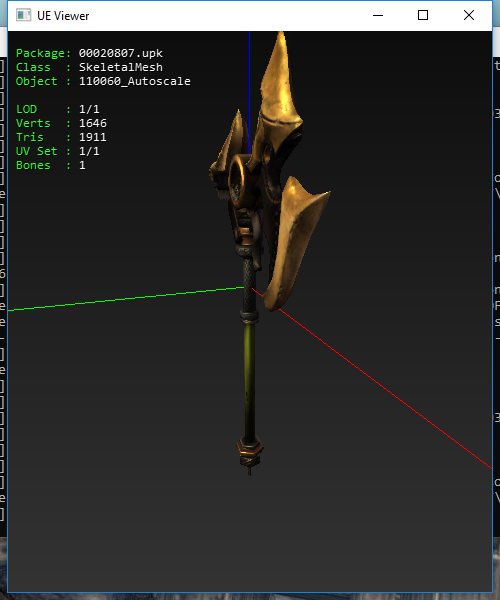 UE Viewer
Package: 00020807.upk
Class  : SkeletalMesh
Object : 110060_Autoscale
LOD    : 1/1
Verts  : 1646
Tris   : 1911
UV Set : 1/1
Bones  : 1